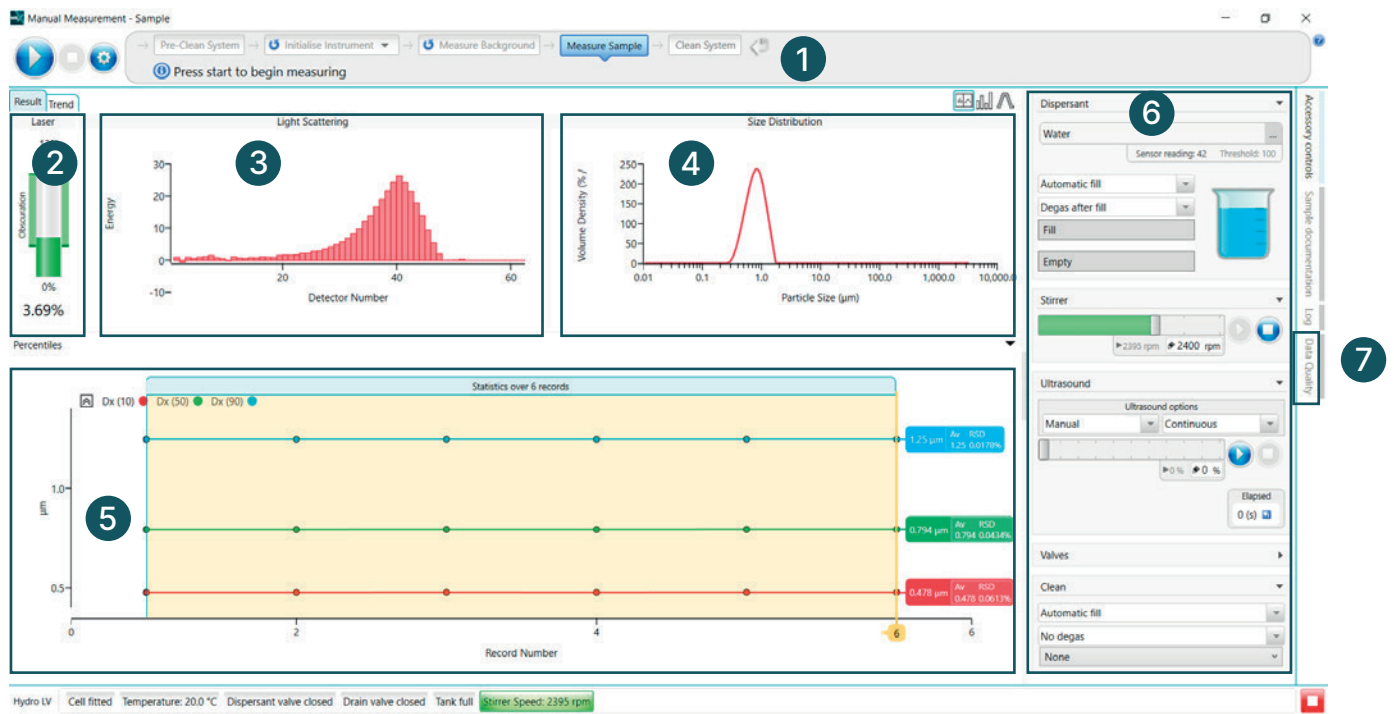 Manual Measurement - Sample
Pre-Clean System
Initialise Instrument
Measure Background
Measure Sample
Clean System
Press start to begin measuring
1
Result
Trend
Laser
2
Obscuration
0%
3.69%
Light Scattering
3
Energy
30
20
10
0
-10
20
40
60
Detector Number
Size Distribution
4
Volume Density (% /
250
200
150
100
50
0
0.01
0.1
1.0
10.0
100.0
1,000.0
10,000.0
Particle Size (µm)
Percentiles
Statistics over 6 records
Dx (10)
Dx (50)
Dx (90)
5
µm
1.0
0.5
1.25 µm
Av RSD
1.25 0.0178%
0.794 µm
Av RSD
0.794 0.0434%
0.478 µm
Av RSD
0.478 0.0613%
0
2
4
6
6
Record Number
Dispersant
6
Water
...
Sensor reading: 42 Threshold: 100
Automatic fill
Degas after fill
Fill
Empty
Stirrer
2395 rpm
2400 rpm
Ultrasound
Ultrasound options
Manual
Continuous
0 %
0 %
Elapsed
0 (s)
Valves
Clean
Automatic fill
No degas
None
Accessory controls
Sample documentation
Log
Data Quality
7
Hydro LV
Cell fitted
Temperature: 20.0 °C
Dispersant valve closed
Drain valve closed
Tank full
Stirrer Speed: 2395 rpm